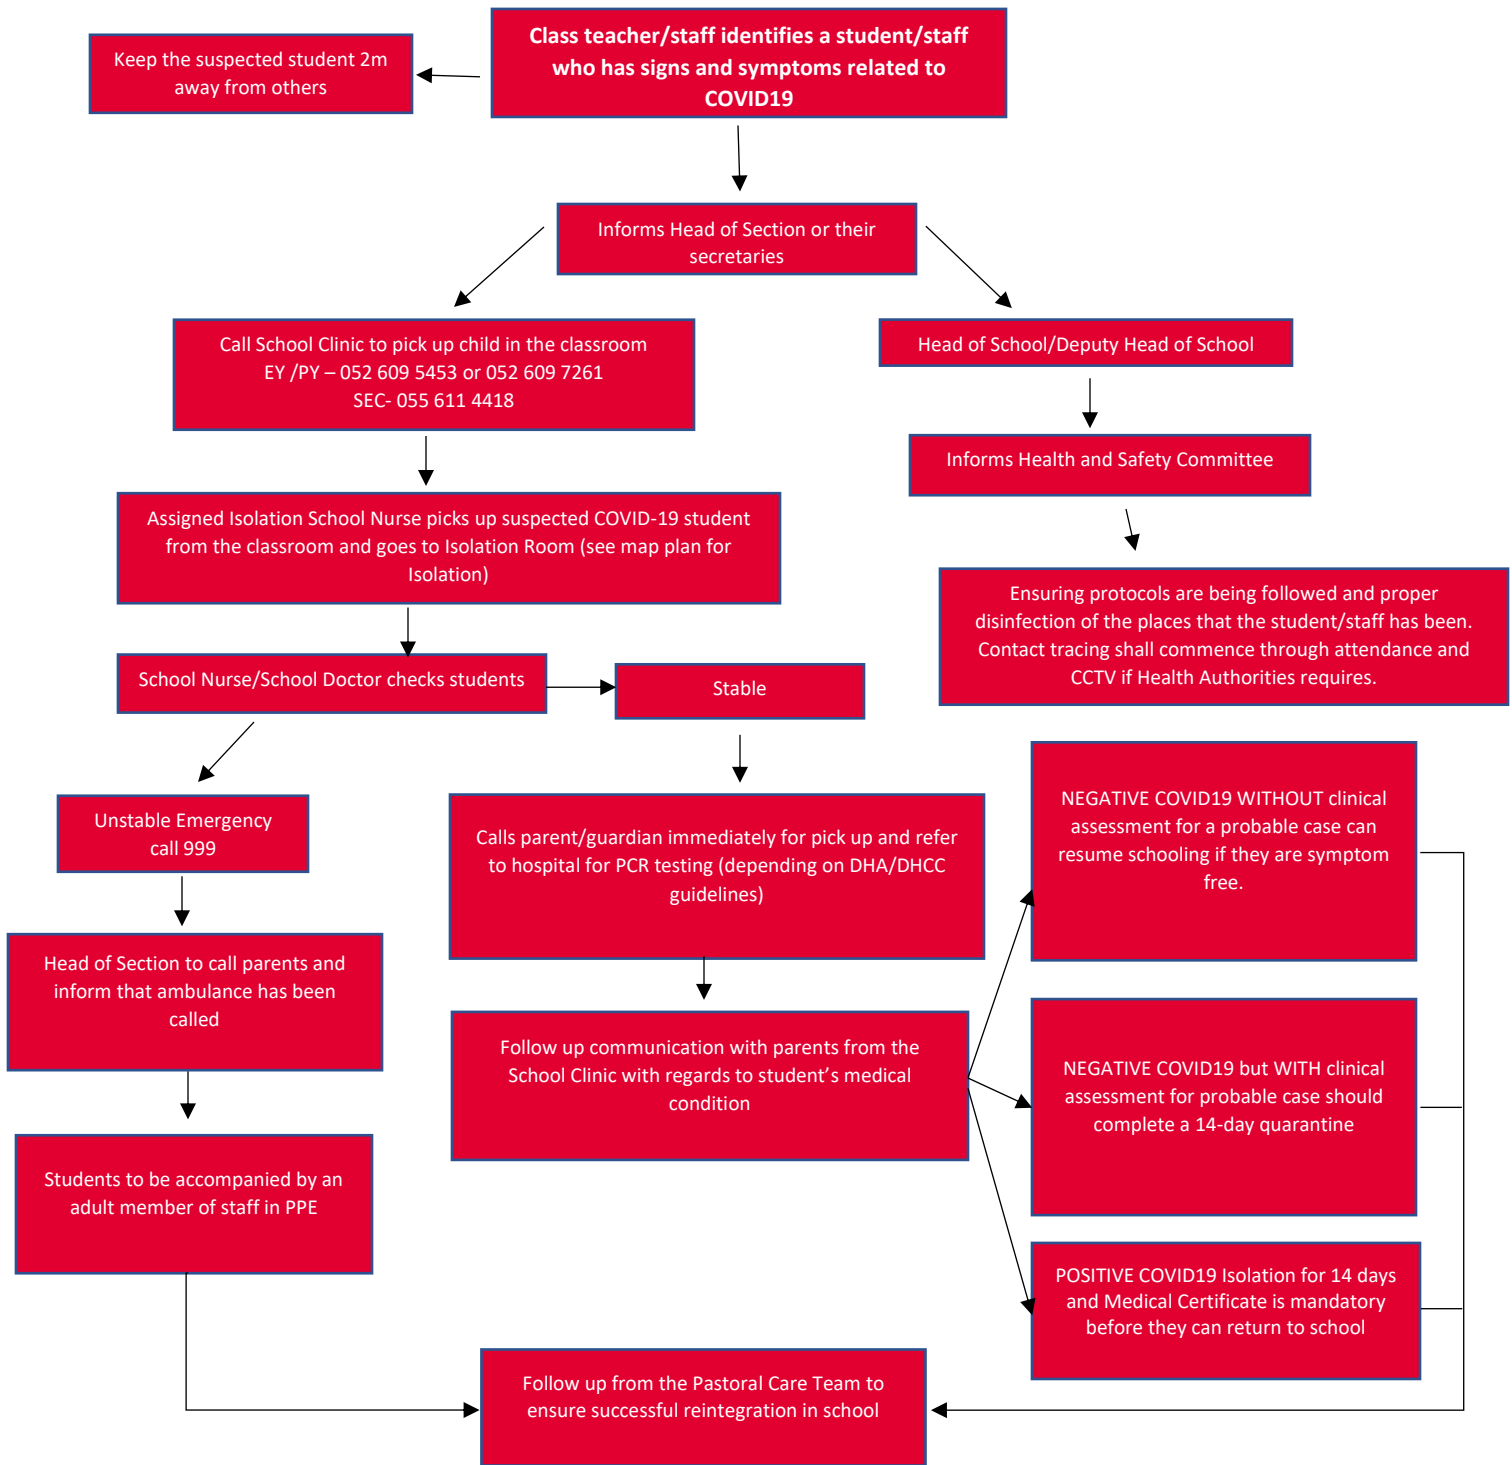 Class teacher/staff identifies a student/staff
who has signs and symptoms related to
COVID19
Keep the suspected student 2m
away from others
Informs Head of Section or their
secretaries
Call School Clinic to pick up child in the classroom
EY /PY – 052 609 5453 or 052 609 7261
SEC- 055 611 4418
Head of School/Deputy Head of School
Informs Health and Safety Committee
Assigned Isolation School Nurse picks up suspected COVID-19 student
from the classroom and goes to Isolation Room (see map plan for
Isolation)
Ensuring protocols are being followed and proper
disinfection of the places that the student/staff has been.
Contact tracing shall commence through attendance and
CCTV if Health Authorities requires.
School Nurse/School Doctor checks students
Stable
Unstable Emergency
call 999
Calls parent/guardian immediately for pick up and refer
to hospital for PCR testing (depending on DHA/DHCC
guidelines)
NEGATIVE COVID19 WITHOUT clinical
assessment for a probable case can
resume schooling if they are symptom
free.
Head of Section to call parents and
inform that ambulance has been
called
Follow up communication with parents from the
School Clinic with regards to student’s medical
condition
NEGATIVE COVID19 but WITH clinical
assessment for probable case should
complete a 14-day quarantine
Students to be accompanied by an
adult member of staff in PPE
POSITIVE COVID19 Isolation for 14 days
and Medical Certificate is mandatory
before they can return to school
Follow up from the Pastoral Care Team to
ensure successful reintegration in school